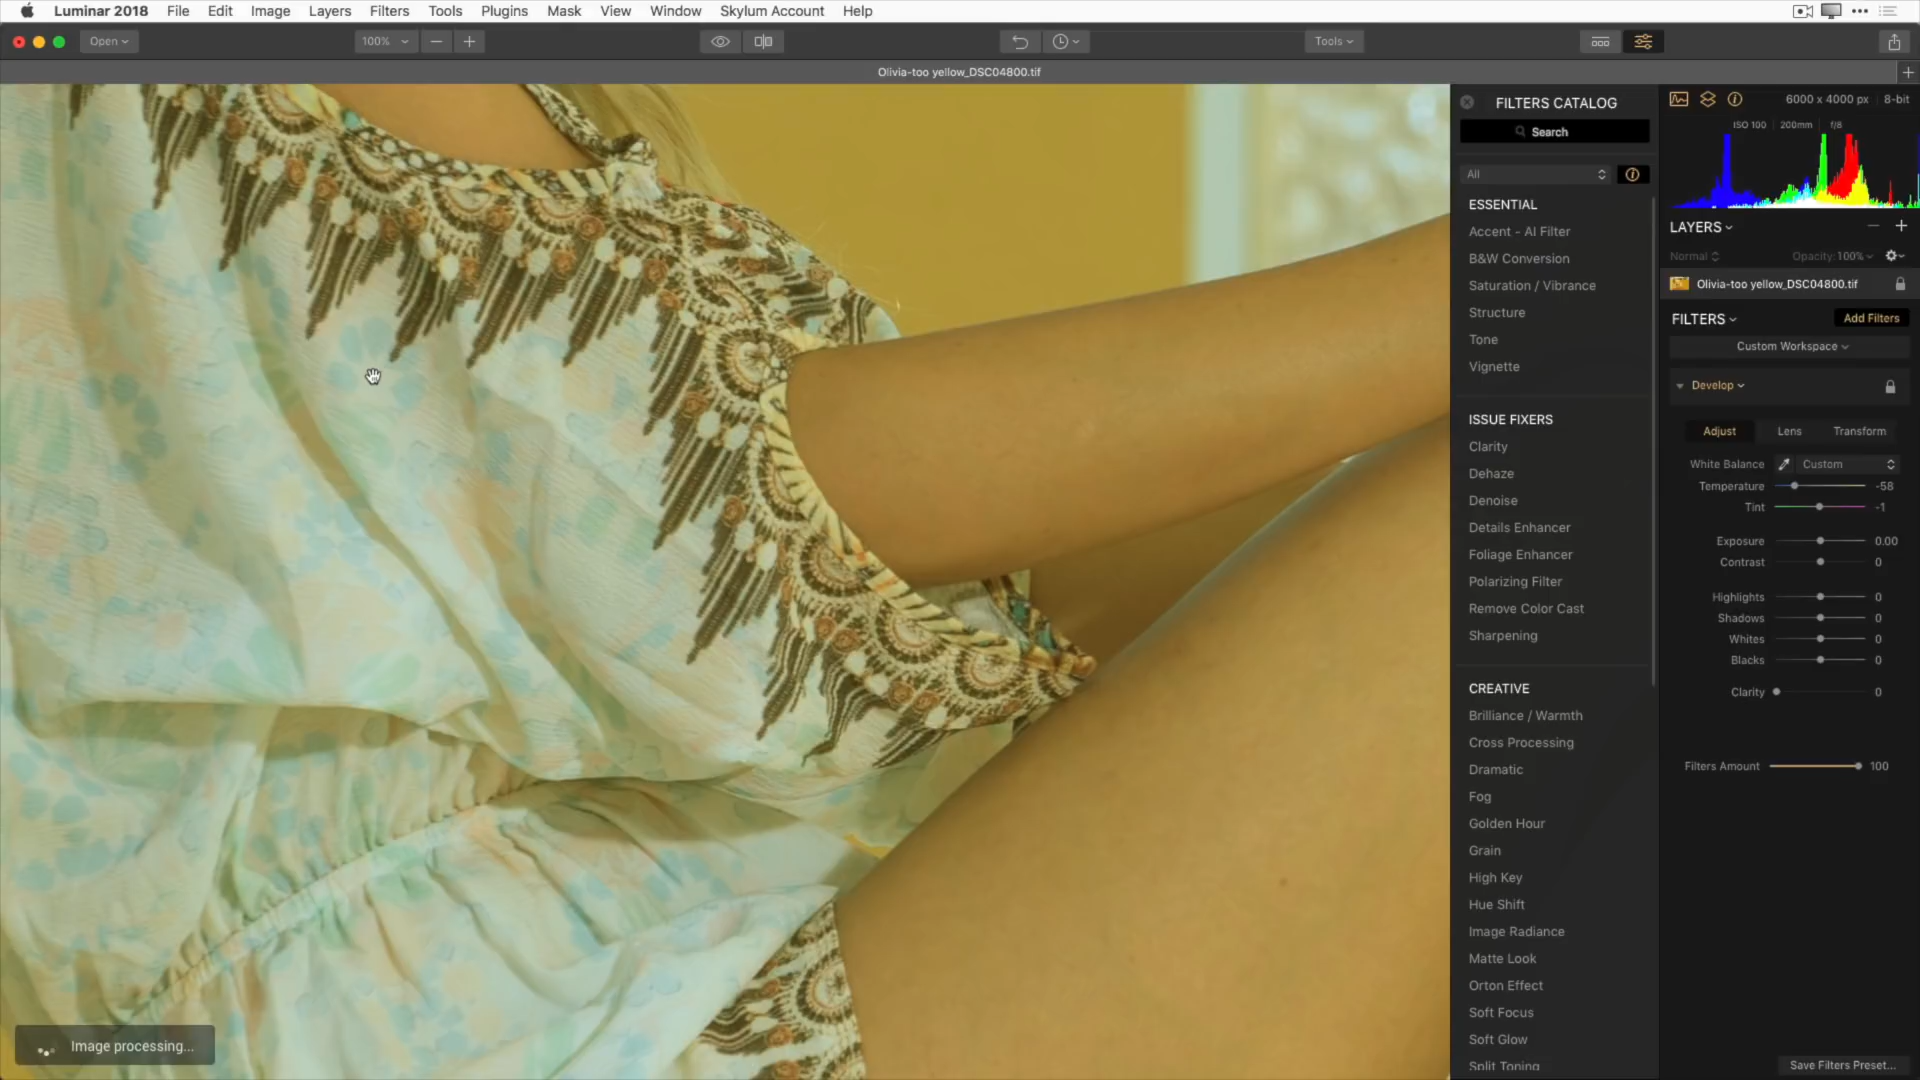 Luminar 2018 File Edit Image Layers Filters Tools Plugins Mask View Window Skylum Account Help
Open 100% Tools
Olivia-too yellow_DSC04800.tif
FILTERS CATALOG
Search
All
ESSENTIAL
Accent - AI Filter
B&W Conversion
Saturation / Vibrance
Structure
Tone
Vignette
ISSUE FIXERS
Clarity
Dehaze
Denoise
Details Enhancer
Foliage Enhancer
Polarizing Filter
Remove Color Cast
Sharpening
CREATIVE
Brilliance / Warmth
Cross Processing
Dramatic
Fog
Golden Hour
Grain
High Key
Hue Shift
Image Radiance
Matte Look
Orton Effect
Soft Focus
Soft Glow
Split Toning
6000 x 4000 px 8-bit
ISO 100 200mm f/8
LAYERS
Normal Opacity: 100%
Olivia-too yellow_DSC04800.tif
FILTERS Add Filters
Custom Workspace
Develop
Adjust Lens Transform
White Balance Custom
Temperature -58
Tint -1
Exposure 0.00
Contrast 0
Highlights 0
Shadows 0
Whites 0
Blacks 0
Clarity 0
Filters Amount 100
Save Filters Preset...
Image processing...